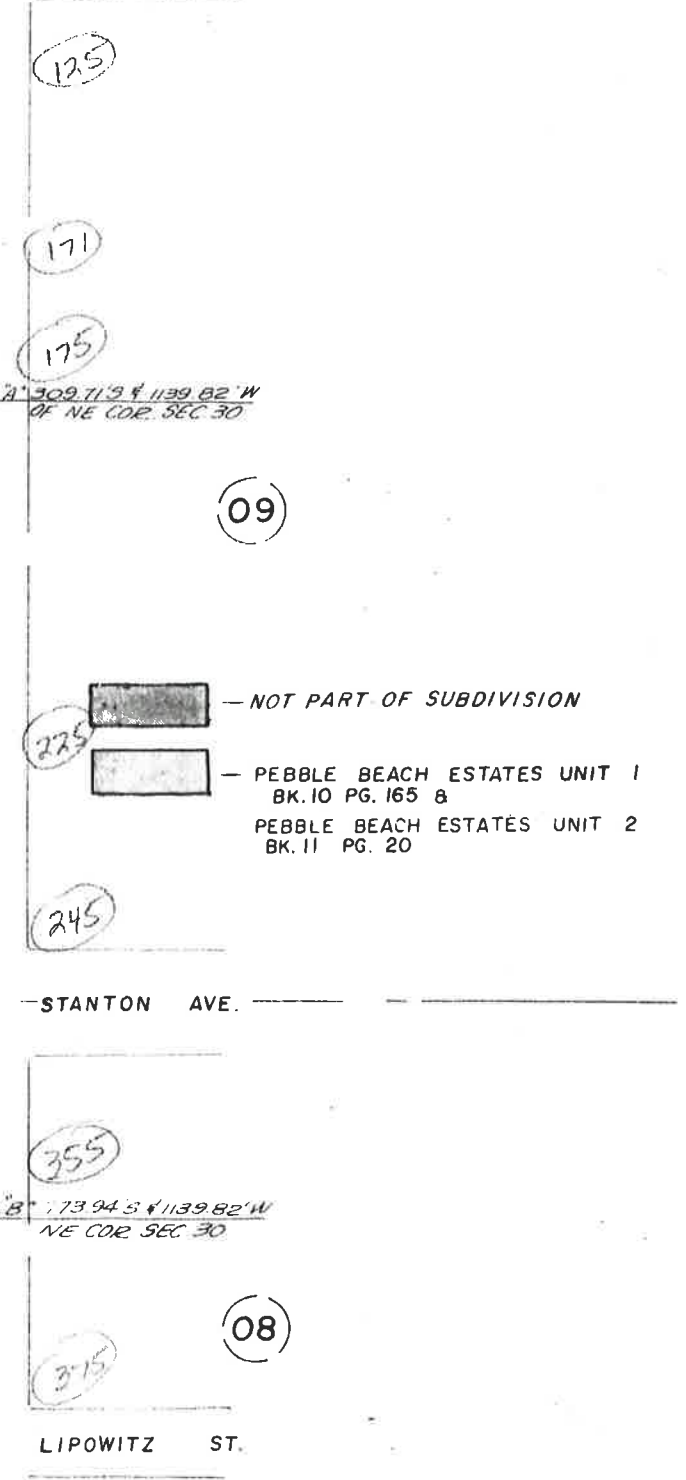 125
171
175
"A" 309.71'S & 1139.82'W
OF NE COR. SEC 30
09
— NOT PART OF SUBDIVISION
225
— PEBBLE BEACH ESTATES UNIT 1
BK. 10 PG. 165 &
PEBBLE BEACH ESTATES UNIT 2
BK. 11 PG. 20
245
STANTON AVE.
355
"B" 73.94'S & 1139.82'W
NE COR SEC 30
08
LIPOWITZ ST.